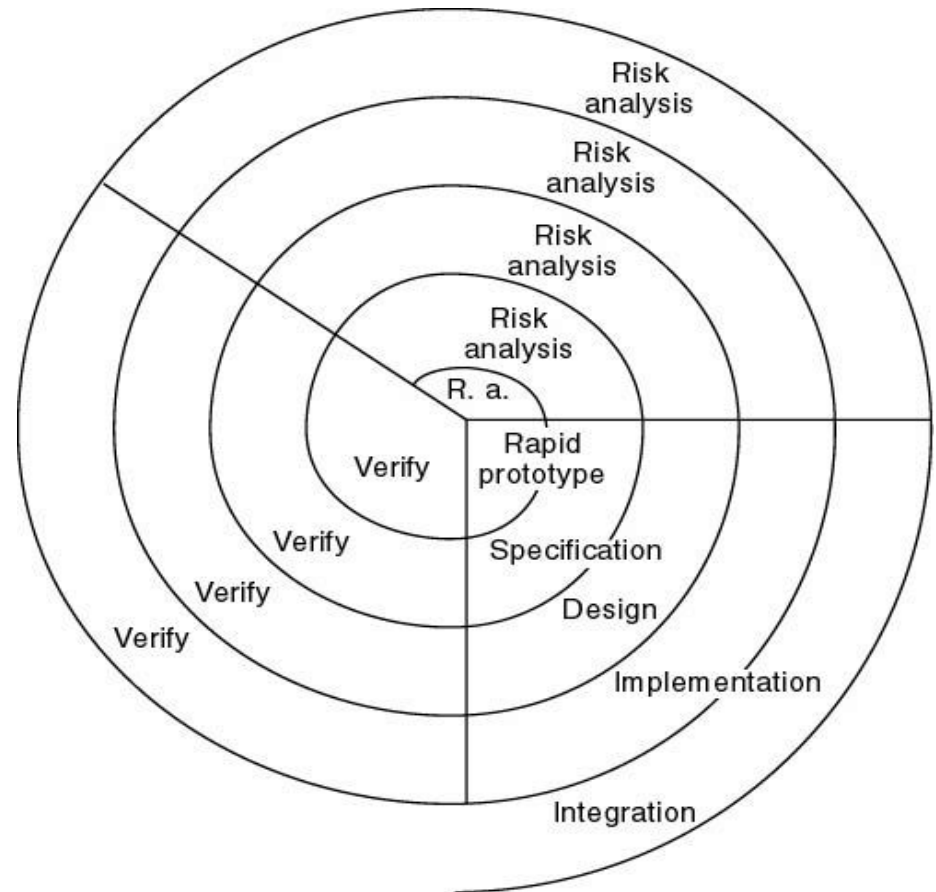 Risk
analysis
Risk
analysis
Risk
analysis
Risk
analysis
R. a.
Rapid
prototype
Verify
Specification
Verify
Design
Verify
Verify
Implementation
Integration